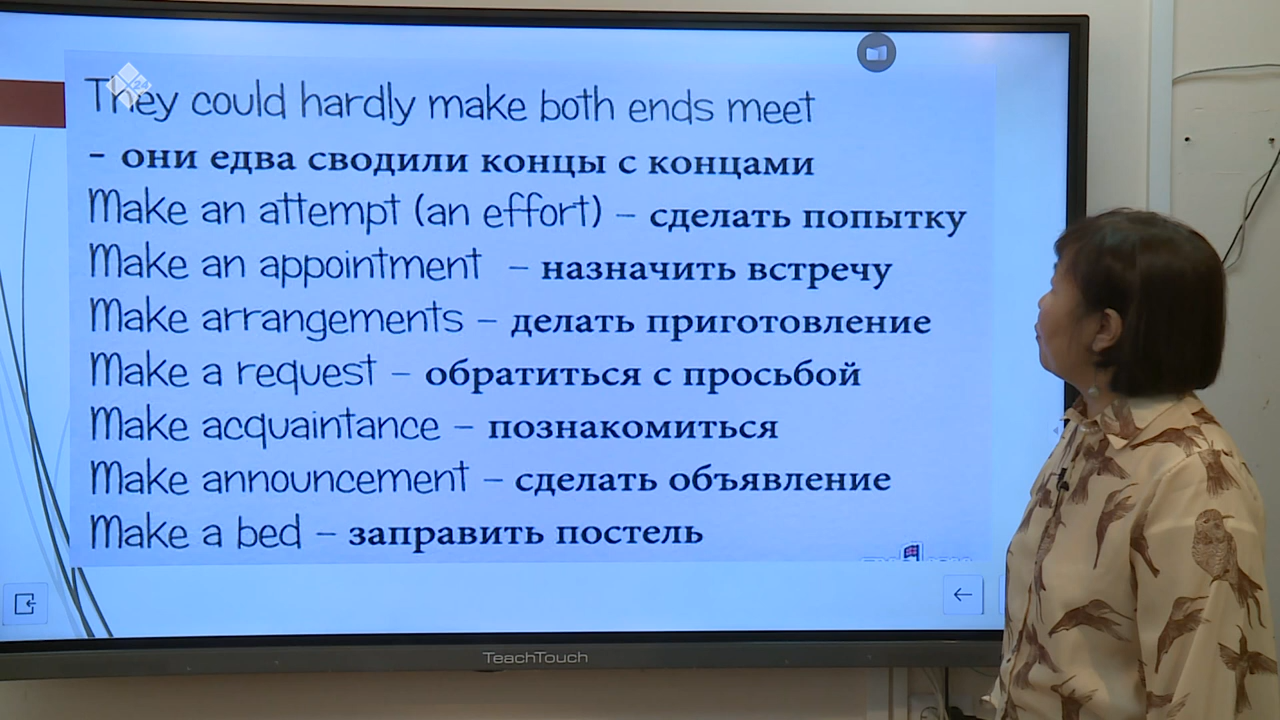 They could hardly make both ends meet
- они едва сводили концы с концами
Make an attempt (an effort) – сделать попытку
Make an appointment – назначить встречу
Make arrangements – делать приготовление
Make a request – обратиться с просьбой
Make acquaintance – познакомиться
Make announcement – сделать объявление
Make a bed – заправить постель
TeachTouch